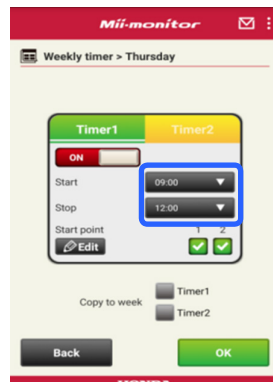 Mii-monitor
Weekly timer > Thursday
Timer1 Timer2
ON
Start 09:00
Stop 12:00
Start point 1 2
Edit
Copy to week
Timer1
Timer2
Back OK
HONDA